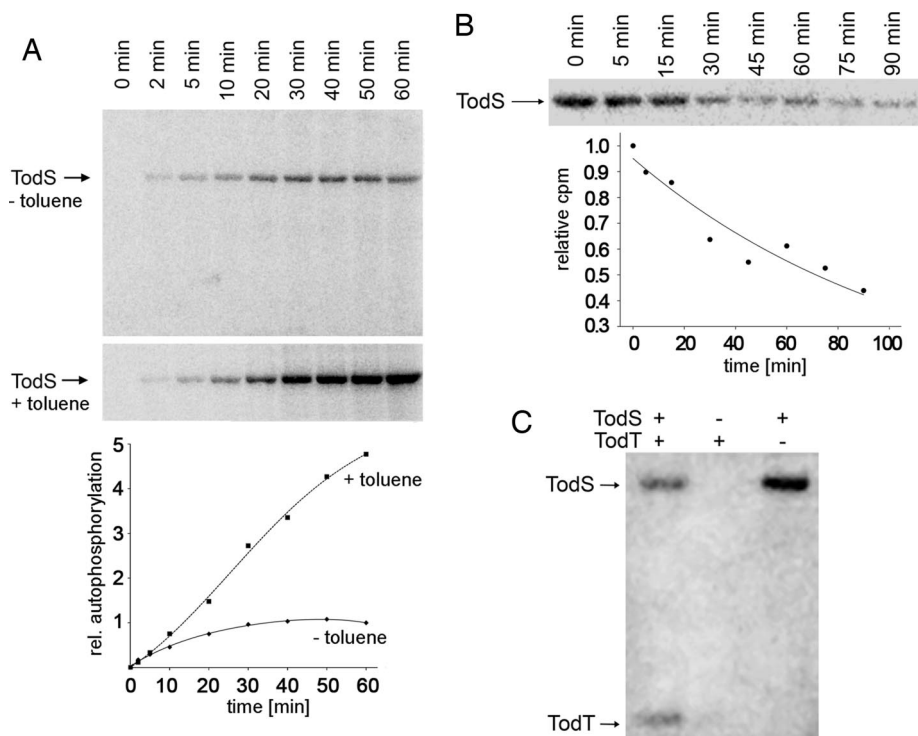 A
0 min 2 min 5 min 10 min 20 min 30 min 40 min 50 min 60 min
TodS
- toluene
TodS
+ toluene
5
4
3
2
1
rel. autophosphorylation
+ toluene
- toluene
0 10 20 30 40 50 60
time [min]
B
0 min 5 min 15 min 30 min 45 min 60 min 75 min 90 min
TodS
1.0
0.9
0.8
0.7
0.6
0.5
0.4
0.3
relative cpm
0 20 40 60 80 100
time [min]
C
TodS + - +
TodT + + -
TodS
TodT